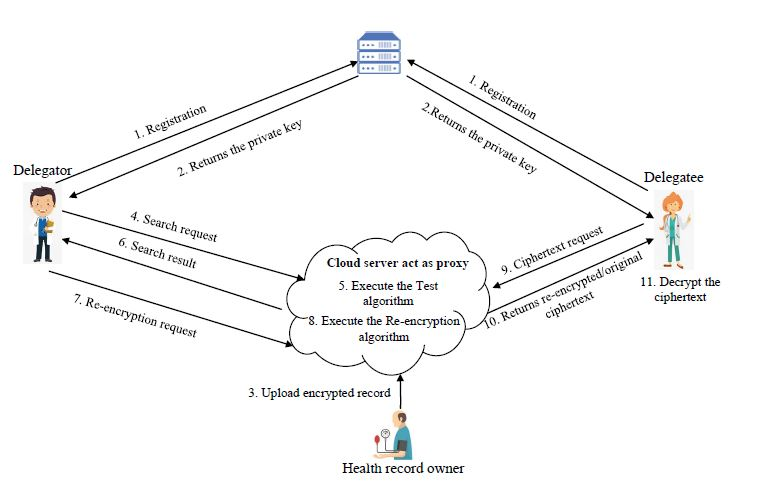 1. Registration
1. Registration
2. Returns the private key
2.Returns the private key
Delegator
Delegatee
4. Search request
6. Search result
7. Re-encryption request
Cloud server act as proxy
5. Execute the Test
algorithm
8. Execute the Re-encryption
algorithm
9. Ciphertext request
10. Returns re-encrypted/original
ciphertext
11. Decrypt the
ciphertext
3. Upload encrypted record
Health record owner